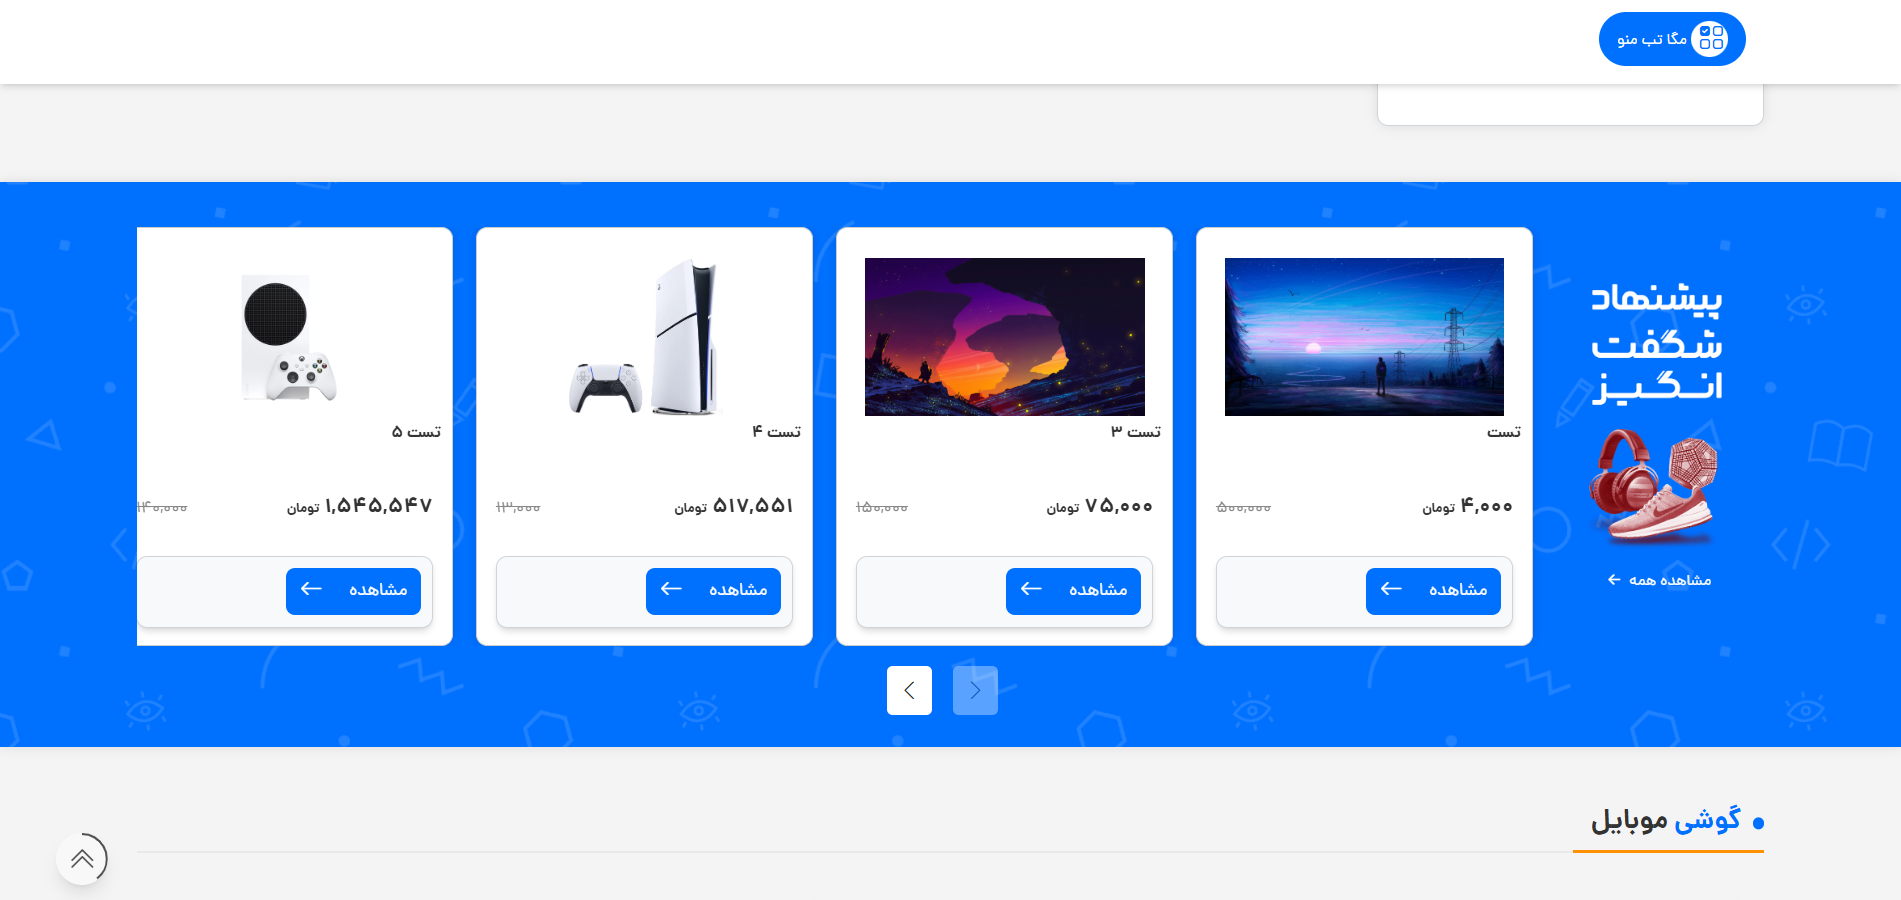 مگا تب منو
پیشنهاد
شگفت
انگیز
مشاهده همه
تست
۴,۰۰۰ تومان
۵۰۰,۰۰۰
مشاهده
تست ۳
۷۵,۰۰۰ تومان
۱۵۰,۰۰۰
مشاهده
تست ۴
۵۱۷,۵۵۱ تومان
۱۳,۰۰۰
مشاهده
تست ۵
۱,۵۴۵,۵۴۷ تومان
۱۴۰,۰۰۰
مشاهده
گوشی موبایل